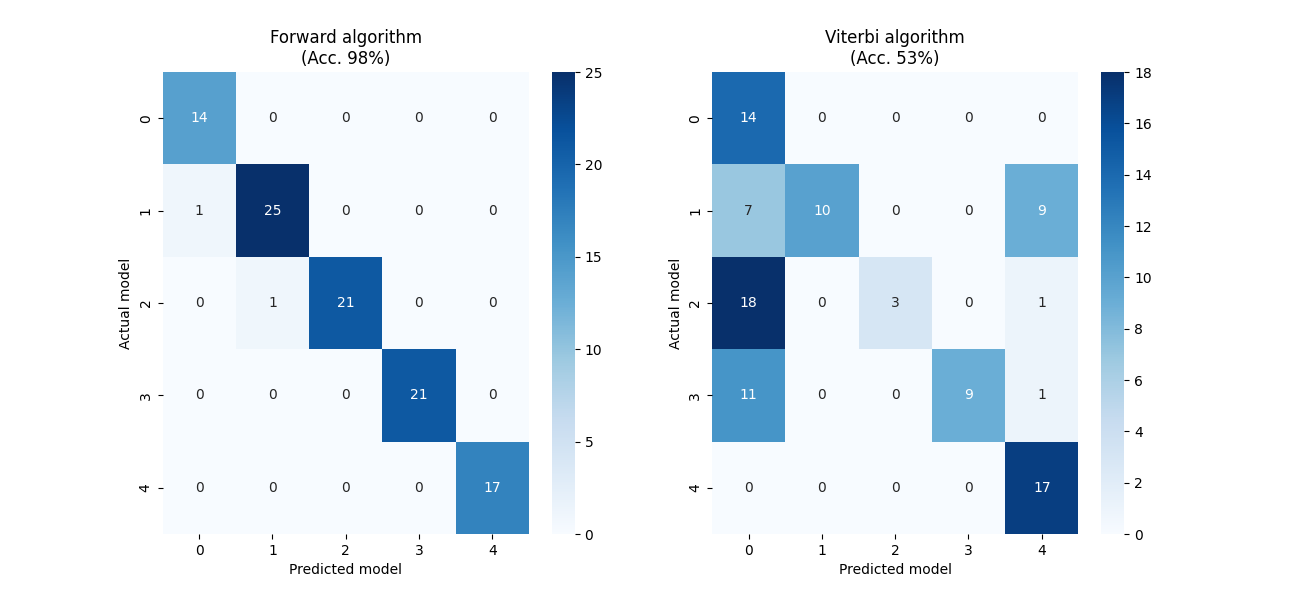 Forward algorithm
(Acc. 98%)
0
14 0 0 0 0
1
1 25 0 0 0
2
0 1 21 0 0
3
0 0 0 21 0
4
0 0 0 0 17
0 1 2 3 4
Predicted model
Actual model
25
20
15
10
5
0
Viterbi algorithm
(Acc. 53%)
0
14 0 0 0 0
1
7 10 0 0 9
2
18 0 3 0 1
3
11 0 0 9 1
4
0 0 0 0 17
0 1 2 3 4
Predicted model
Actual model
18
16
14
12
10
8
6
4
2
0